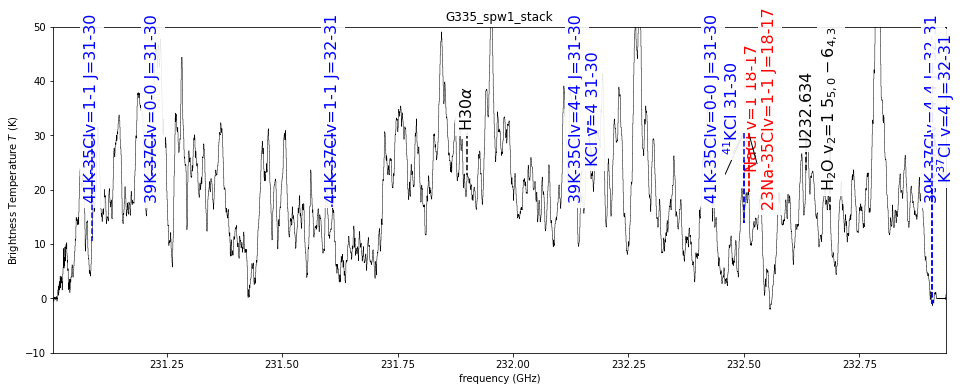 G335_spw1_stack
Brightness Temperature T (K)
50
40
30
20
10
0
−10
41K-35Clv=1-1 J=31-30
39K-37Clv=0-0 J=31-30
41K-37Clv=1-1 J=32-31
H30α
39K-35Clv=4-4 J=31-30
KCl v=4 31-30
41K-35Clv=0-0 J=31-30
⁴¹KCl 31-30
NaCl v=1 18-17
23Na-35Clv=1-1 J=18-17
U232.634
H₂O v₂=1 5₅,₀ − 6₄,₃
39K-37Clv=4-4 J=32-31
K³⁷Cl v=4 J=32-31
231.25
231.50
231.75
232.00
232.25
232.50
232.75
frequency (GHz)